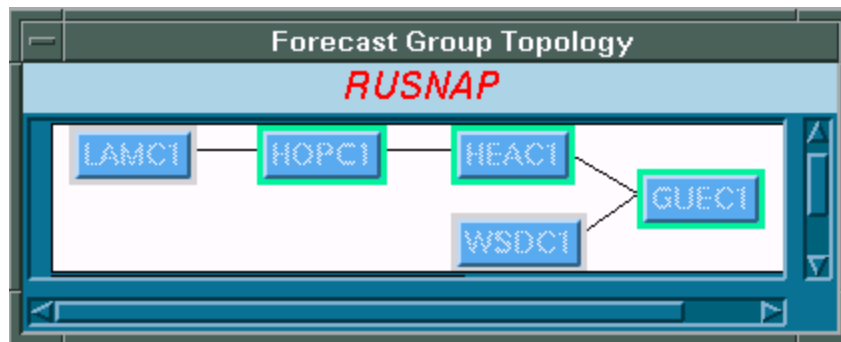 Forecast Group Topology
RUSNAP
LAMC1 HOPC1 HEAC1
GUEC1
WSDC1